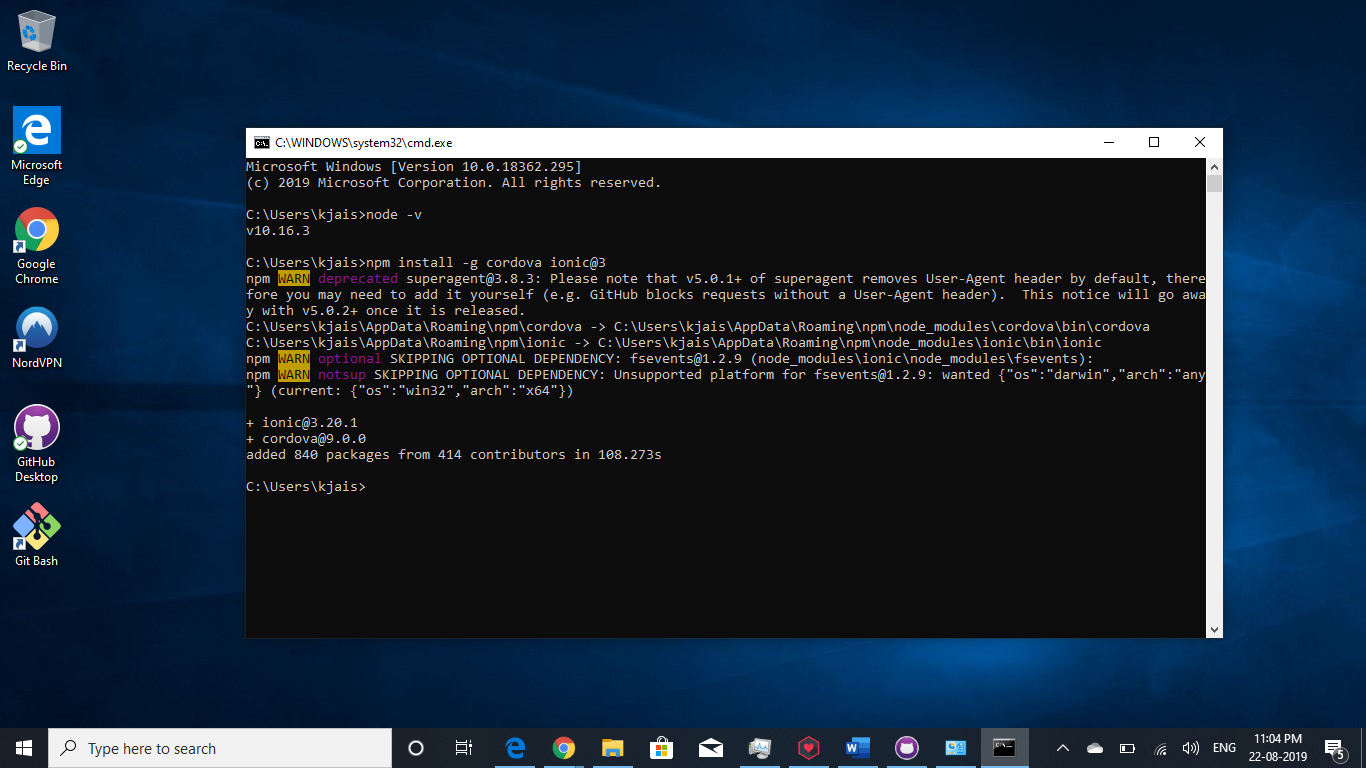 Recycle Bin
Microsoft
Edge
Google
Chrome
NordVPN
GitHub
Desktop
Git Bash
C:\WINDOWS\system32\cmd.exe
Microsoft Windows [Version 10.0.18362.295]
(c) 2019 Microsoft Corporation. All rights reserved.
C:\Users\kjais>node -v
v10.16.3
C:\Users\kjais>npm install -g cordova ionic@3
npm WARN deprecated superagent@3.8.3: Please note that v5.0.1+ of superagent removes User-Agent header by default, there
fore you may need to add it yourself (e.g. GitHub blocks requests without a User-Agent header).  This notice will go awa
y with v5.0.2+ once it is released.
C:\Users\kjais\AppData\Roaming\npm\cordova -> C:\Users\kjais\AppData\Roaming\npm\node_modules\cordova\bin\cordova
C:\Users\kjais\AppData\Roaming\npm\ionic -> C:\Users\kjais\AppData\Roaming\npm\node_modules\ionic\bin\ionic
npm WARN optional SKIPPING OPTIONAL DEPENDENCY: fsevents@1.2.9 (node_modules\ionic\node_modules\fsevents):
npm WARN notsup SKIPPING OPTIONAL DEPENDENCY: Unsupported platform for fsevents@1.2.9: wanted {"os":"darwin","arch":"any
"} (current: {"os":"win32","arch":"x64"})
+ ionic@3.20.1
+ cordova@9.0.0
added 840 packages from 414 contributors in 108.273s
C:\Users\kjais>
Type here to search
ENG
11:04 PM
22-08-2019
5